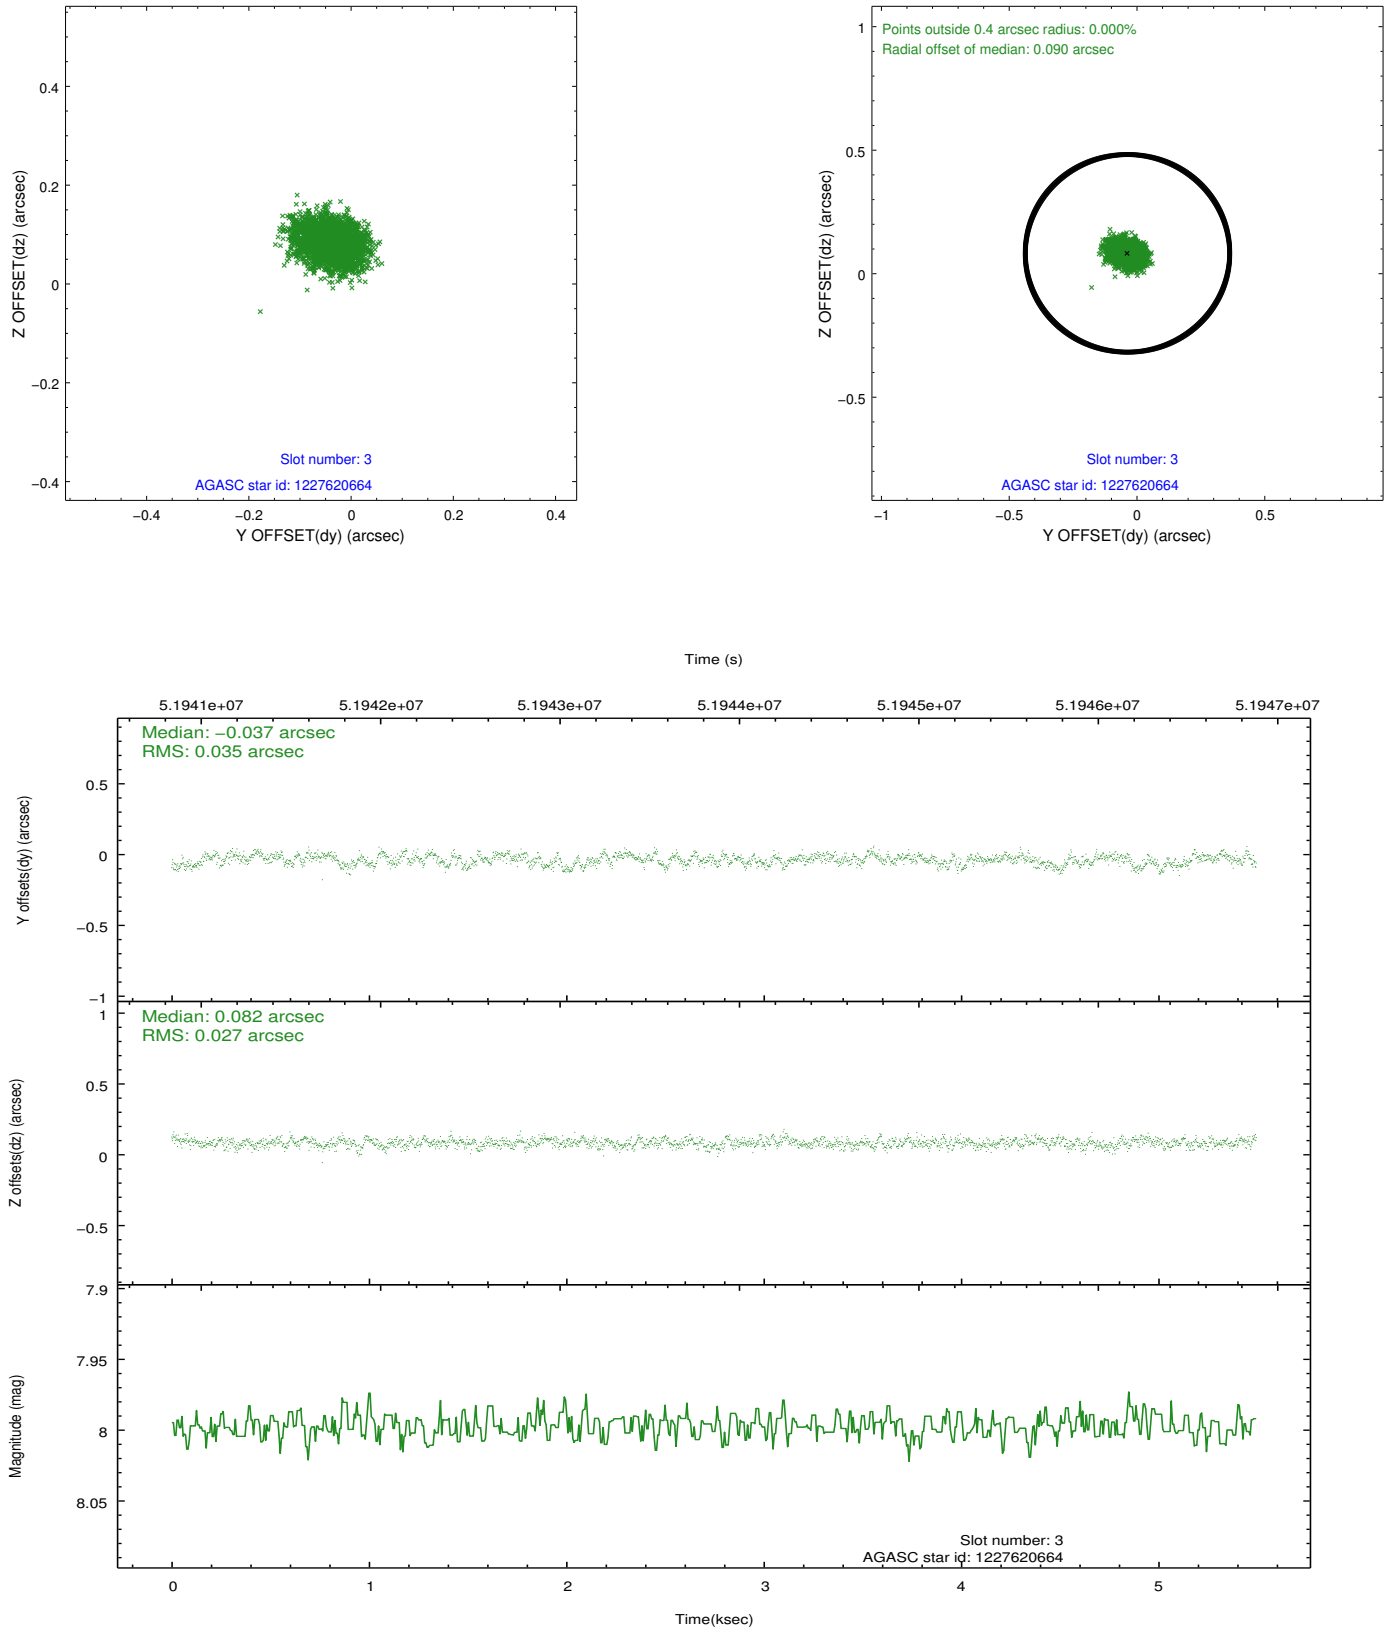 Points outside 0.4 arcsec radius: 0.000%
Radial offset of median: 0.090 arcsec
0.4
0.2
0
−0.2
−0.4
Z OFFSET(dz) (arcsec)
Slot number: 3
AGASC star id: 1227620664
−0.4
−0.2
0
0.2
0.4
Y OFFSET(dy) (arcsec)
1
0.5
0
−0.5
Z OFFSET(dz) (arcsec)
Slot number: 3
AGASC star id: 1227620664
−1
−0.5
0
0.5
Y OFFSET(dy) (arcsec)
Time (s)
5.1941e+07
5.1942e+07
5.1943e+07
5.1944e+07
5.1945e+07
5.1946e+07
5.1947e+07
Median: −0.037 arcsec
RMS: 0.035 arcsec
0.5
0
−0.5
−1
Y offsets(dy) (arcsec)
Median: 0.082 arcsec
RMS: 0.027 arcsec
1
0.5
0
−0.5
Z offsets(dz) (arcsec)
7.9
7.95
8
8.05
Magnitude (mag)
Slot number: 3
AGASC star id: 1227620664
0
1
2
3
4
5
Time(ksec)